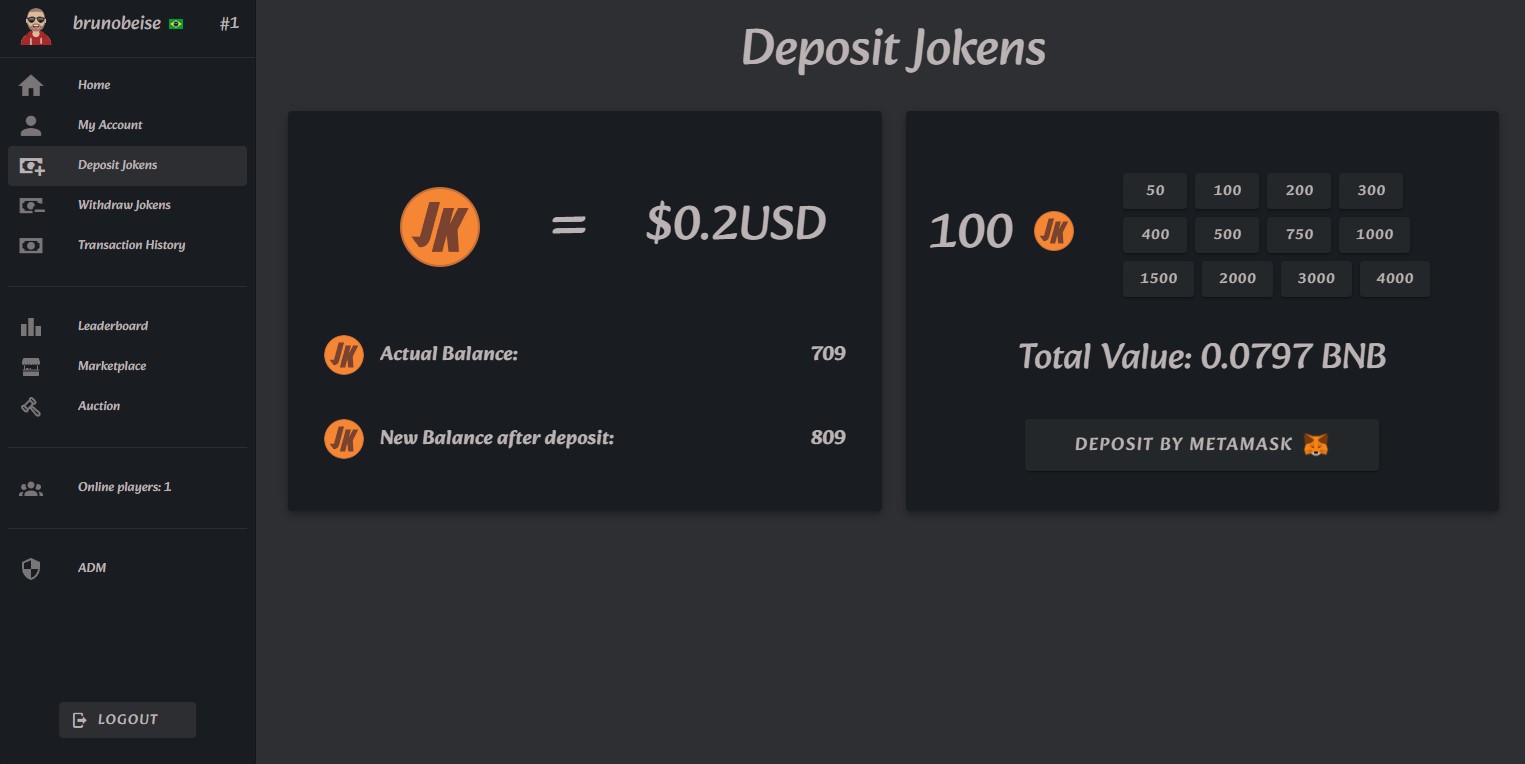 brunobeise #1
Home
My Account
Deposit Jokens
Withdraw Jokens
Transaction History
Leaderboard
Marketplace
Auction
Online players: 1
ADM
LOGOUT
Deposit Jokens
JK = $0.2USD
JK Actual Balance: 709
JK New Balance after deposit: 809
100 JK
50 100 200 300
400 500 750 1000
1500 2000 3000 4000
Total Value: 0.0797 BNB
DEPOSIT BY METAMASK